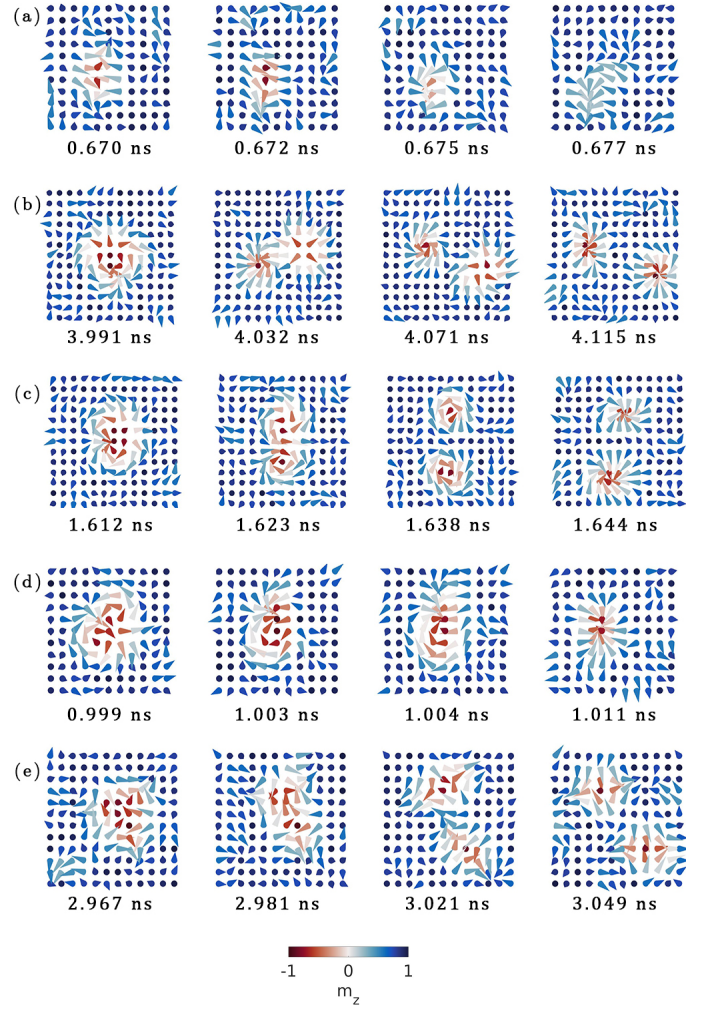 (a)
0.670 ns 0.672 ns 0.675 ns 0.677 ns
(b)
3.991 ns 4.032 ns 4.071 ns 4.115 ns
(c)
1.612 ns 1.623 ns 1.638 ns 1.644 ns
(d)
0.999 ns 1.003 ns 1.004 ns 1.011 ns
(e)
2.967 ns 2.981 ns 3.021 ns 3.049 ns
-1 0 1
m_z